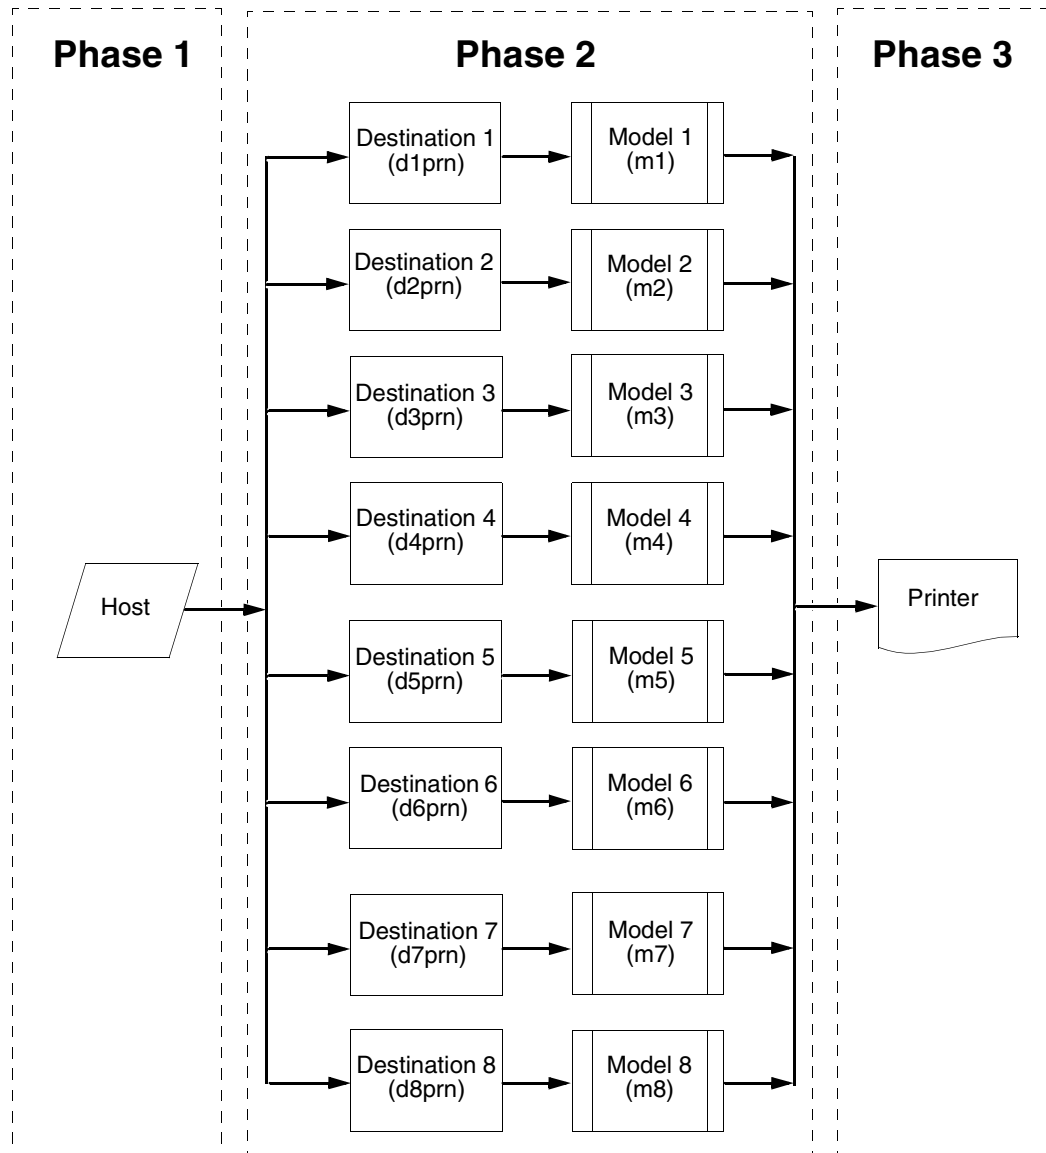 Phase 1
Phase 2
Phase 3
Destination 1
(d1prn)
Model 1
(m1)
Destination 2
(d2prn)
Model 2
(m2)
Destination 3
(d3prn)
Model 3
(m3)
Destination 4
(d4prn)
Model 4
(m4)
Host
Printer
Destination 5
(d5prn)
Model 5
(m5)
Destination 6
(d6prn)
Model 6
(m6)
Destination 7
(d7prn)
Model 7
(m7)
Destination 8
(d8prn)
Model 8
(m8)